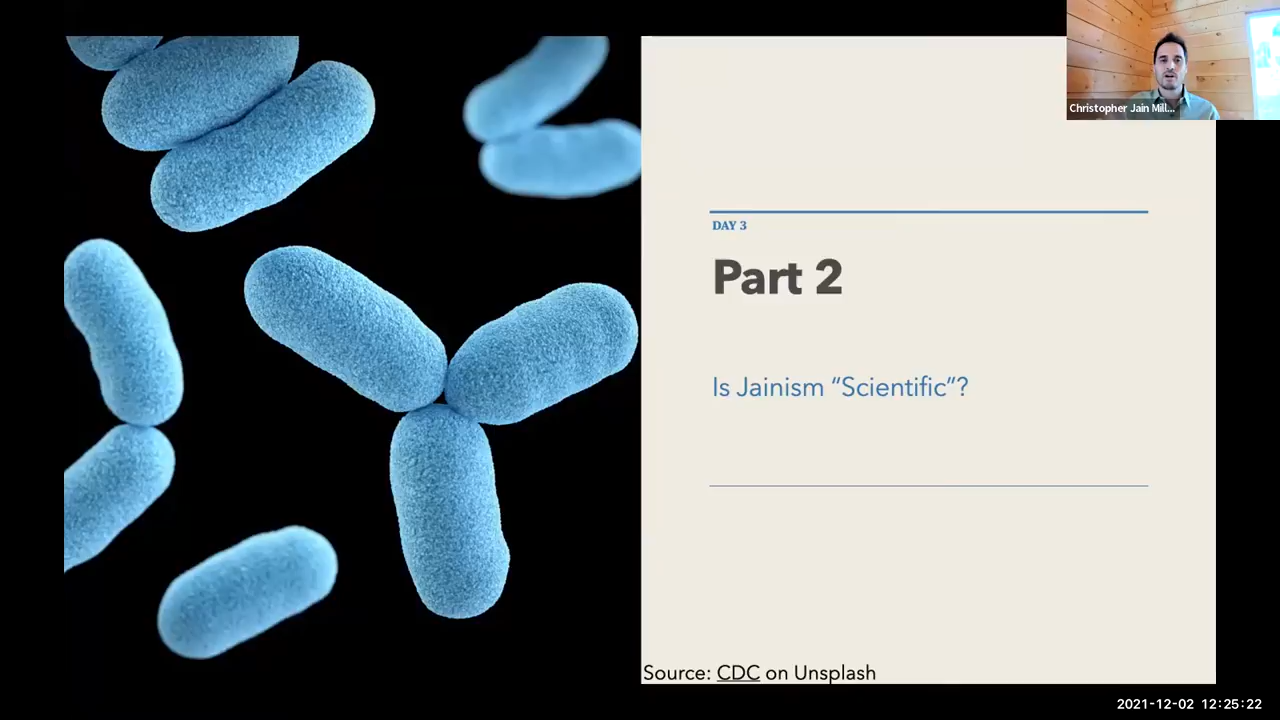 Christopher Jain Mill...
DAY 3
Part 2
Is Jainism “Scientific“?
Source: CDC on Unsplash
2021-12-02 12:25:22